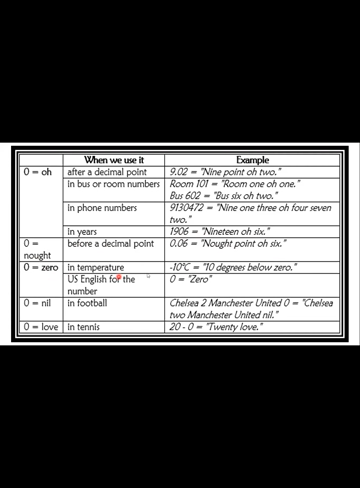 When we use it Example
0 = oh after a decimal point 9.02 = "Nine point oh two."
in bus or room numbers Room 101 = "Room one oh one."
Bus 602 = "Bus six oh two."
in phone numbers 9130472 = "Nine one three oh four seven
two."
in years 1906 = "Nineteen oh six."
0 = before a decimal point 0.06 = "Nought point oh six."
nought
0 = zero in temperature -10°C = "10 degrees below zero."
US English for the 0 = "Zero"
number
0 = nil in football Chelsea 2 Manchester United 0 = "Chelsea
two Manchester United nil."
0 = love in tennis 20 - 0 = "Twenty love."